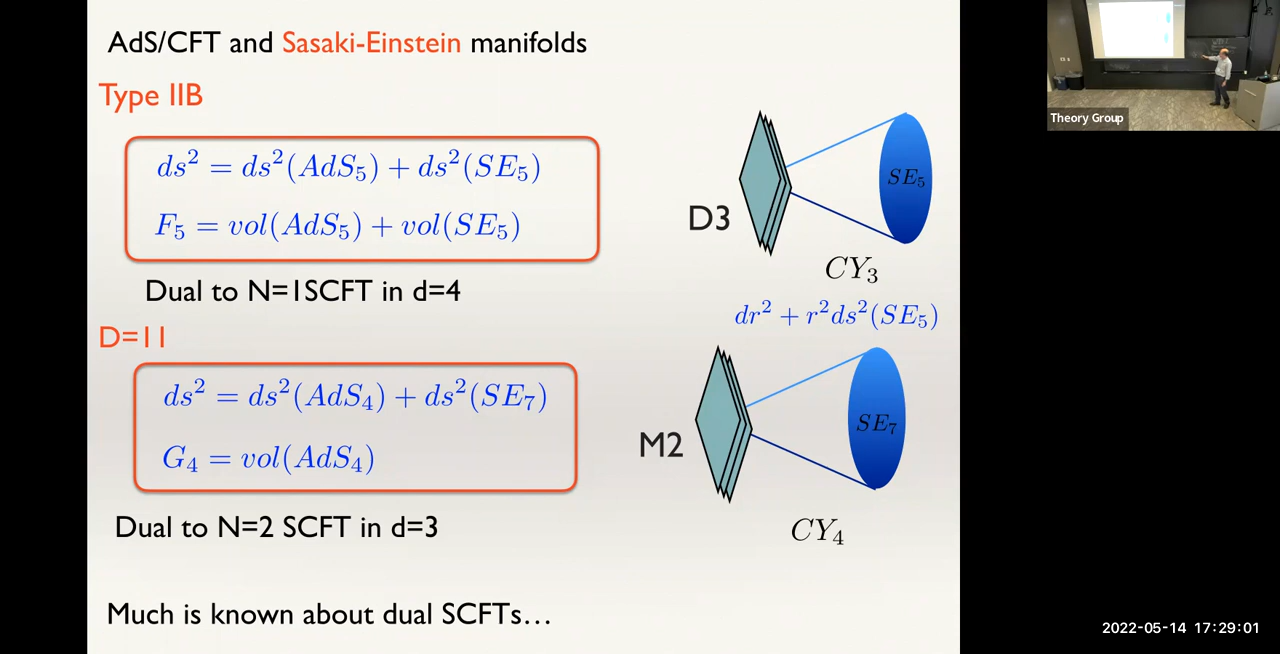 AdS/CFT and Sasaki-Einstein manifolds
Type IIB
ds² = ds²(AdS₅) + ds²(SE₅)
F₅ = vol(AdS₅) + vol(SE₅)
Dual to N=1SCFT in d=4
D3
SE₅
CY₃
dr² + r²ds²(SE₅)
D=11
ds² = ds²(AdS₄) + ds²(SE₇)
G₄ = vol(AdS₄)
Dual to N=2 SCFT in d=3
M2
SE₇
CY₄
Much is known about dual SCFTs...
Theory Group
2022-05-14 17:29:01